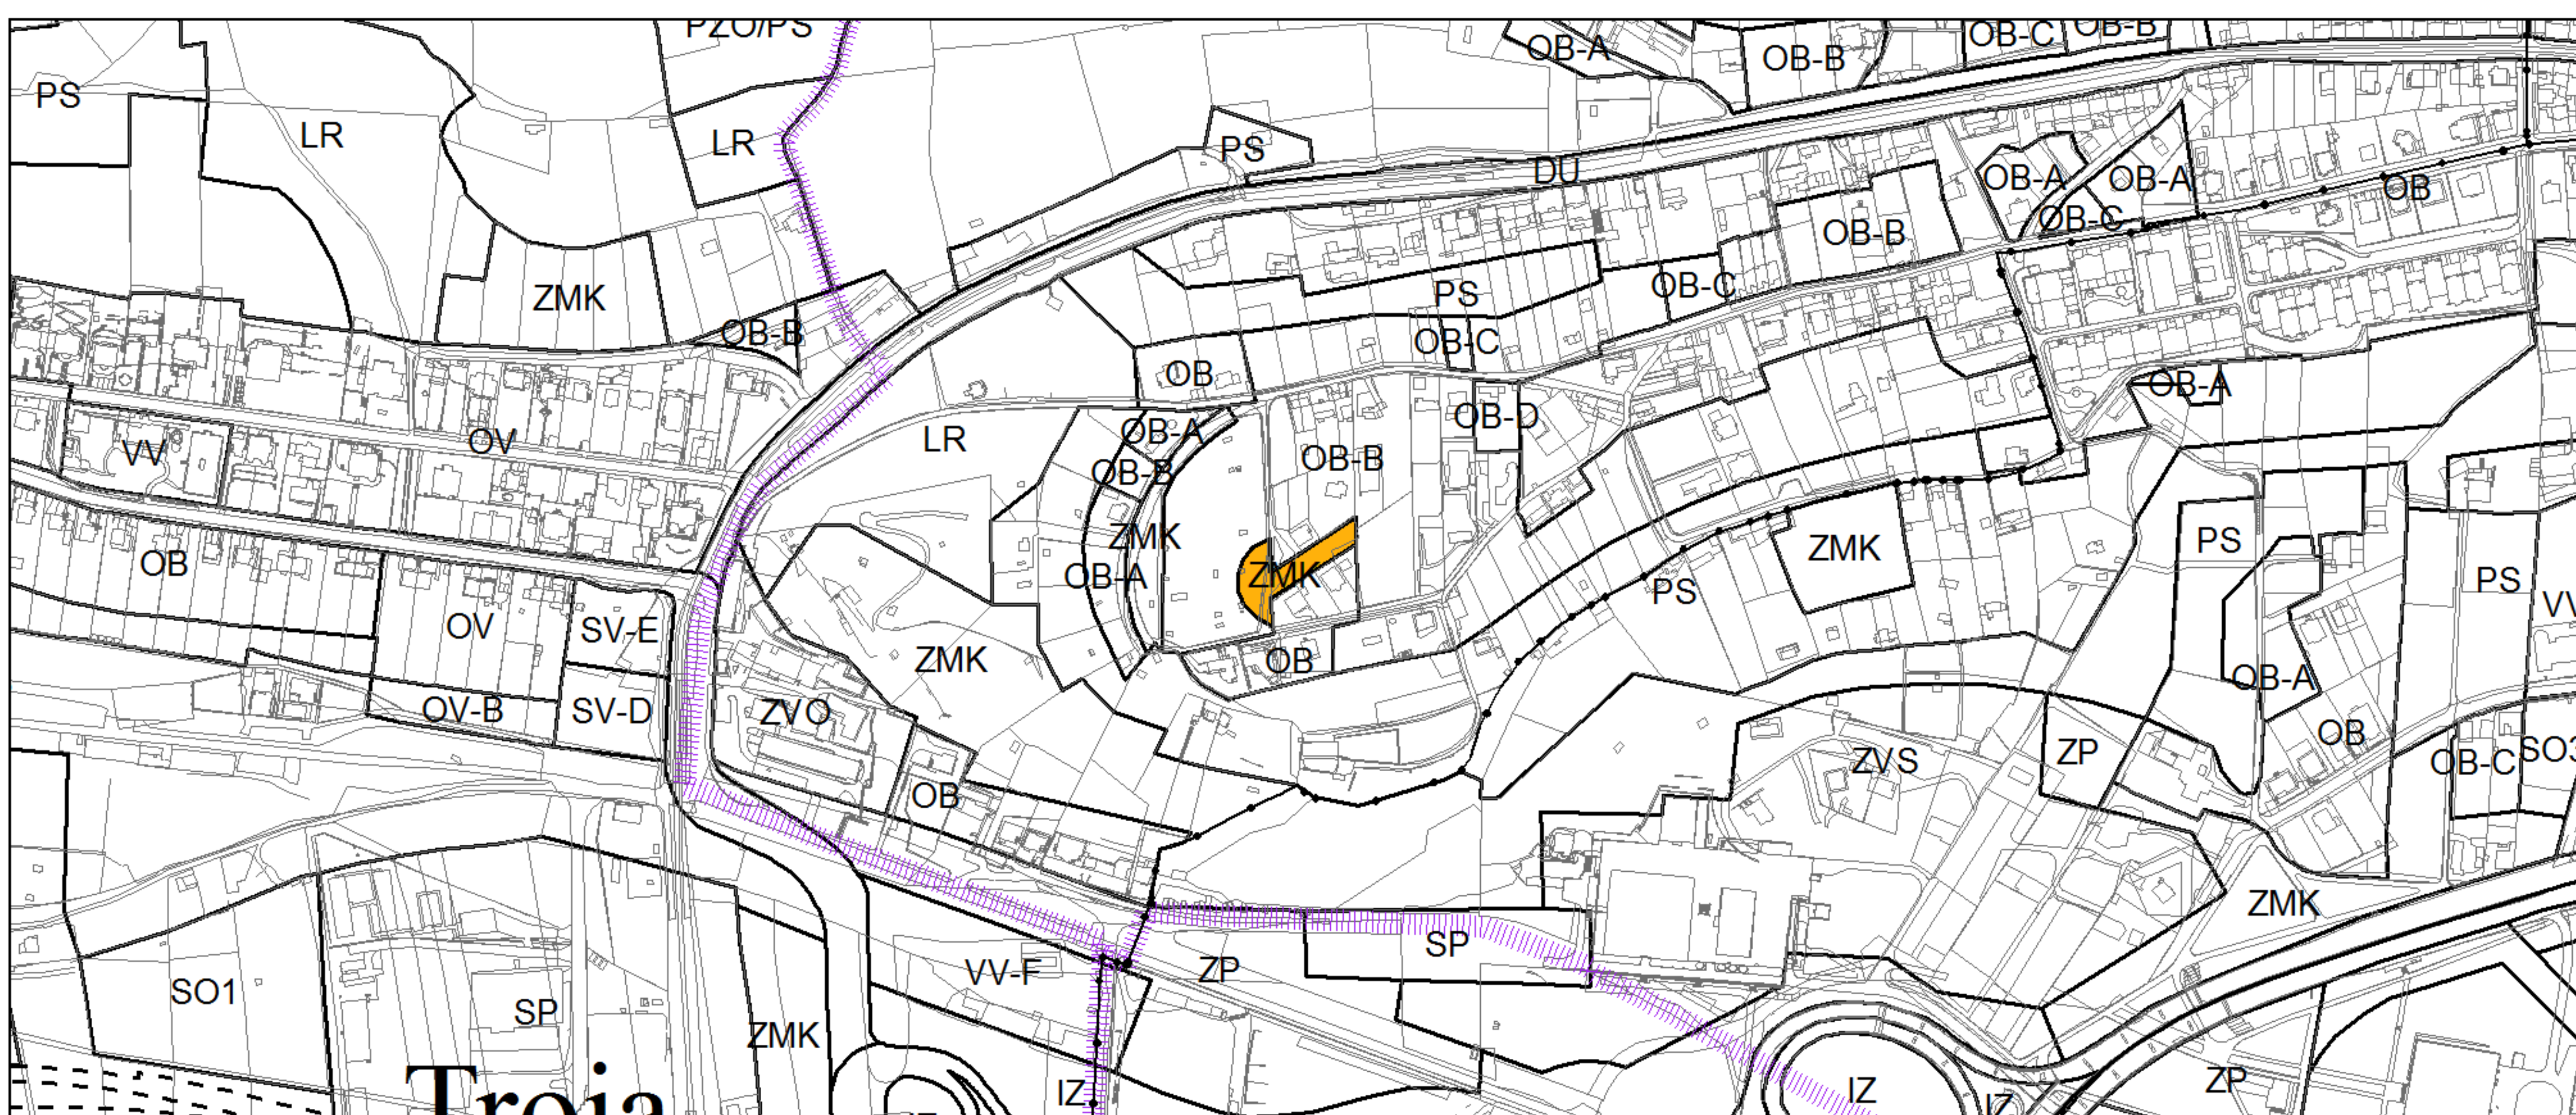 PZO/PS
OB-C
OB-B
OB-A
OB-B
PS
LR
LR
PS
DU
OB-A
OB-A
OB
OB-C
OB-B
ZMK
OB-B
PS
OB-C
OB-C
OB
OB-A
OB-D
OB-A
LR
OV
VV
OB-B
OB-B
ZMK
ZMK
PS
OB
OB-A
ZMK
PS
PS
VV
OV
SV-E
ZMK
OB
OB-A
OV-B
SV-D
ZVO
OB
ZVS
ZP
OB-C
SO3
OB
ZMK
SP
VV-F
ZP
SO1
SP
ZMK
IZ
IZ
IZ
ZP
Troja